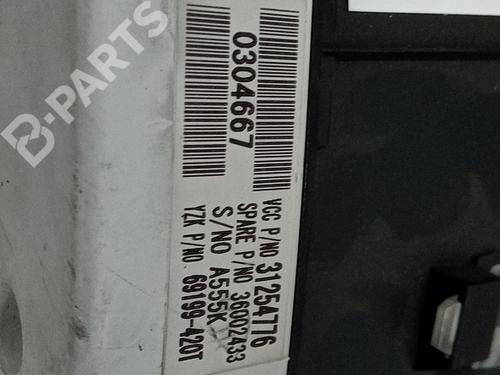 0304667
VCC P/NO 31254776
SPARE P/NO 36002433
S/NO A555K
YZK P/NO. 69199-420T
B-PARTS